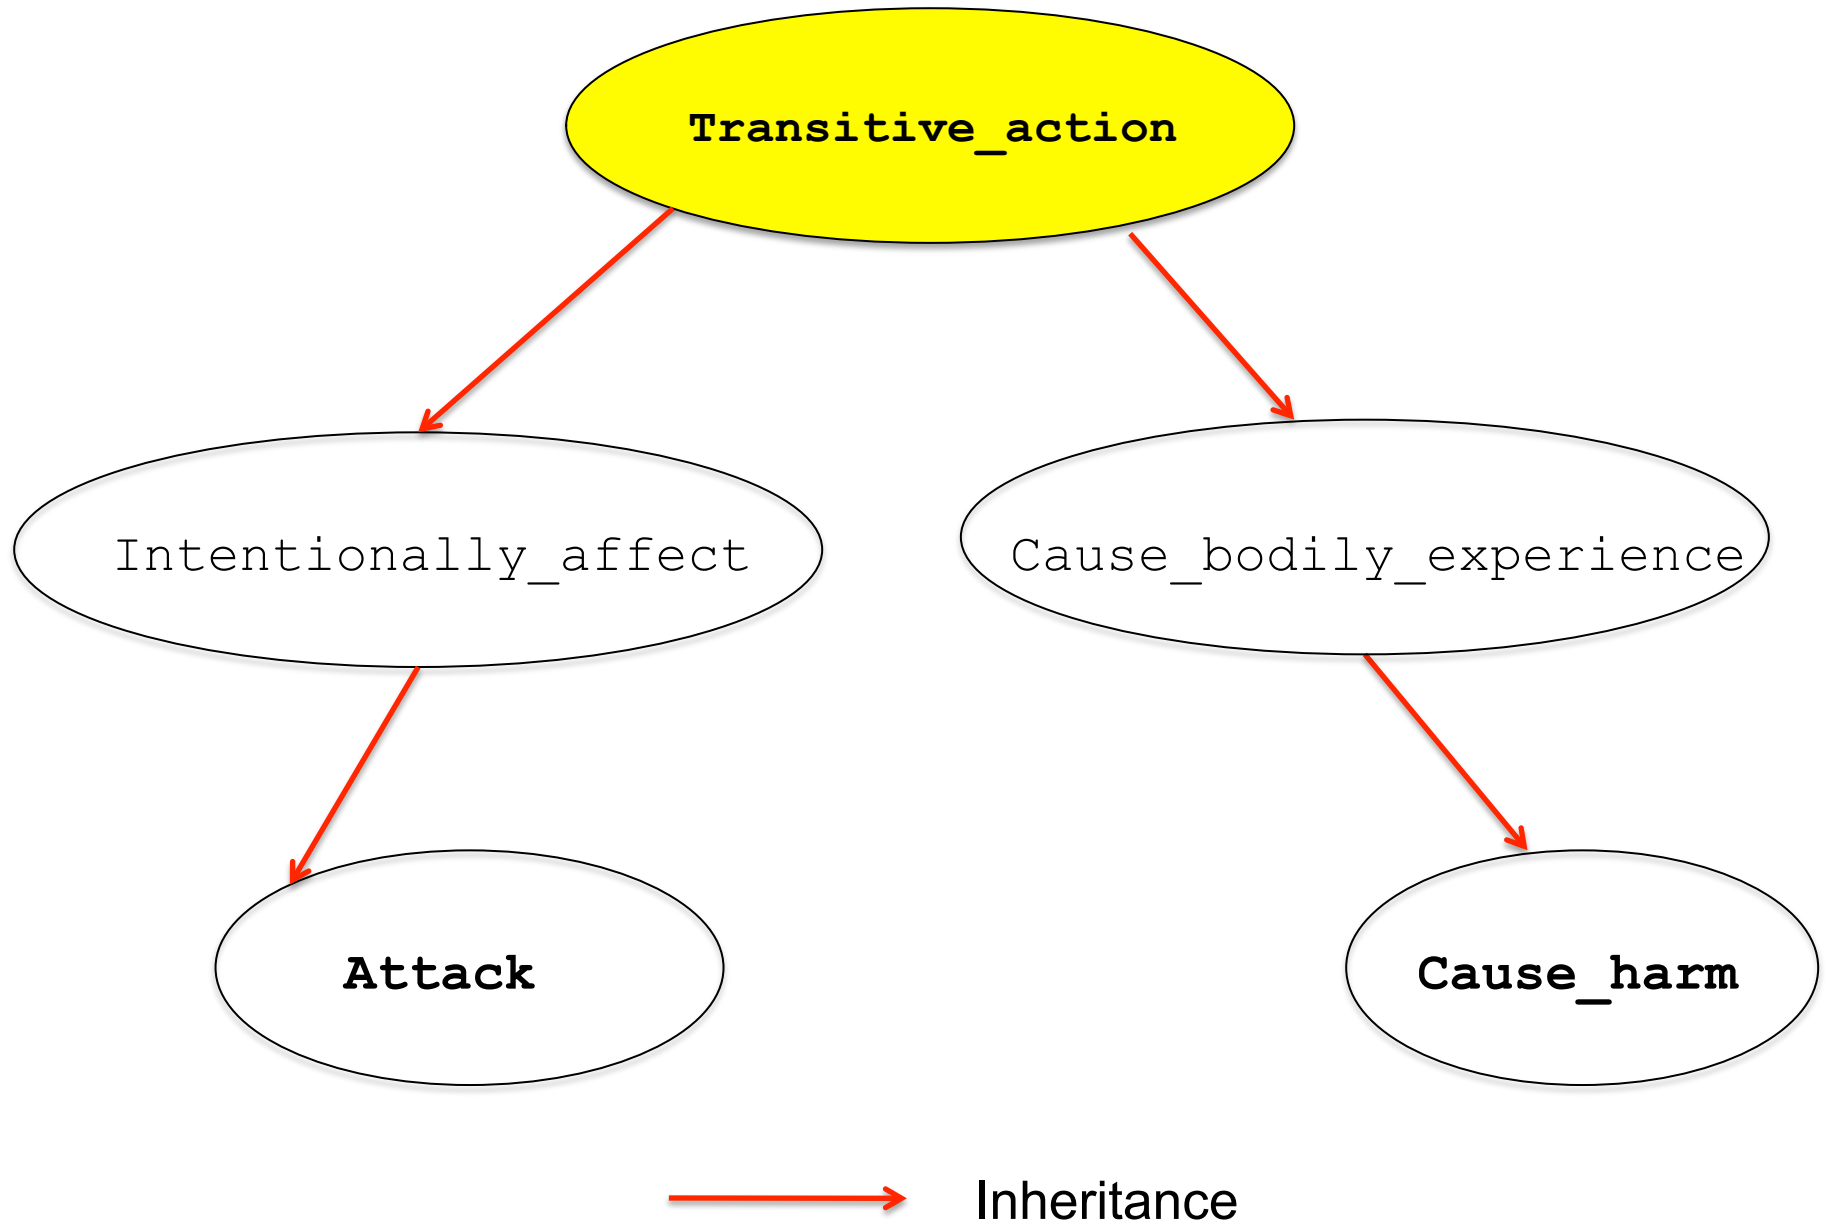 Transitive_action
Intentionally_affect
Cause_bodily_experience
Attack
Cause_harm
Inheritance